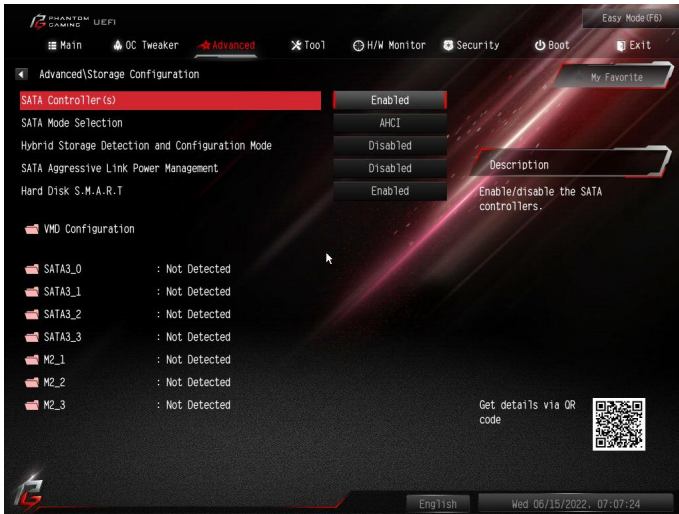 PHANTOM GAMING UEFI
Easy Mode(F6)
Main OC Tweaker Advanced Tool H/W Monitor Security Boot Exit
Advanced\Storage Configuration
My Favorite
SATA Controller(s) Enabled
SATA Mode Selection AHCI
Hybrid Storage Detection and Configuration Mode Disabled
SATA Aggressive Link Power Management Disabled
Hard Disk S.M.A.R.T Enabled
Description
Enable/disable the SATA
controllers.
VMD Configuration
SATA3_0 : Not Detected
SATA3_1 : Not Detected
SATA3_2 : Not Detected
SATA3_3 : Not Detected
M2_1 : Not Detected
M2_2 : Not Detected
M2_3 : Not Detected
Get details via QR
code
English
Wed 06/15/2022. 07:07:24